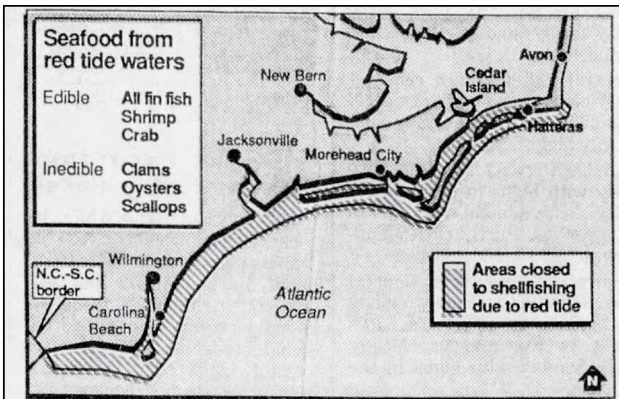 Seafood from
red tide waters
Edible All fin fish
Shrimp
Crab
Inedible Clams
Oysters
Scallops
Avon
Cedar
Island
New Bern
Hatteras
Jacksonville
Morehead City
Wilmington
N.C.-S.C.
border
Carolina
Beach
Atlantic
Ocean
Areas closed
to shellfishing
due to red tide
N